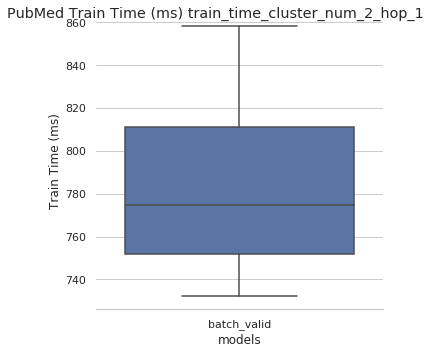 PubMed Train Time (ms) train_time_cluster_num_2_hop_1
860
840
820
800
780
760
740
Train Time (ms)
batch_valid
models